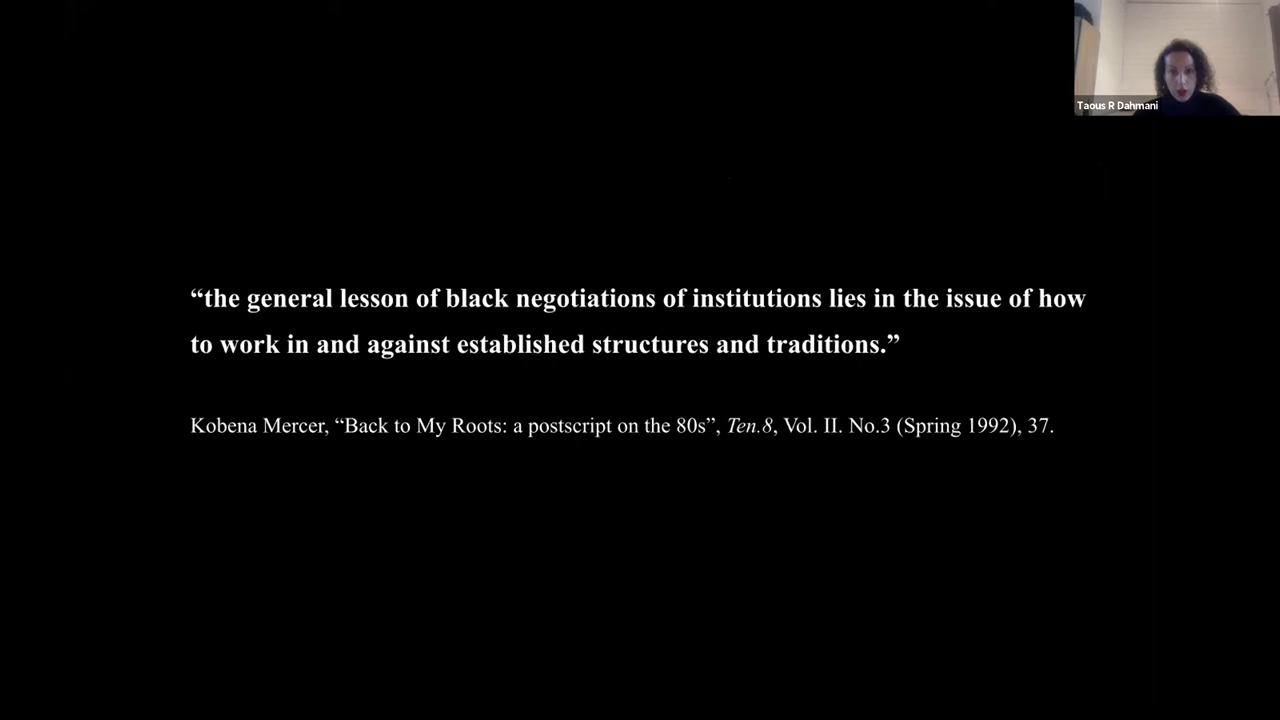 Taous R Dahmani
“the general lesson of black negotiations of institutions lies in the issue of how
to work in and against established structures and traditions.”
Kobena Mercer, “Back to My Roots: a postscript on the 80s”, Ten.8, Vol. II. No.3 (Spring 1992), 37.